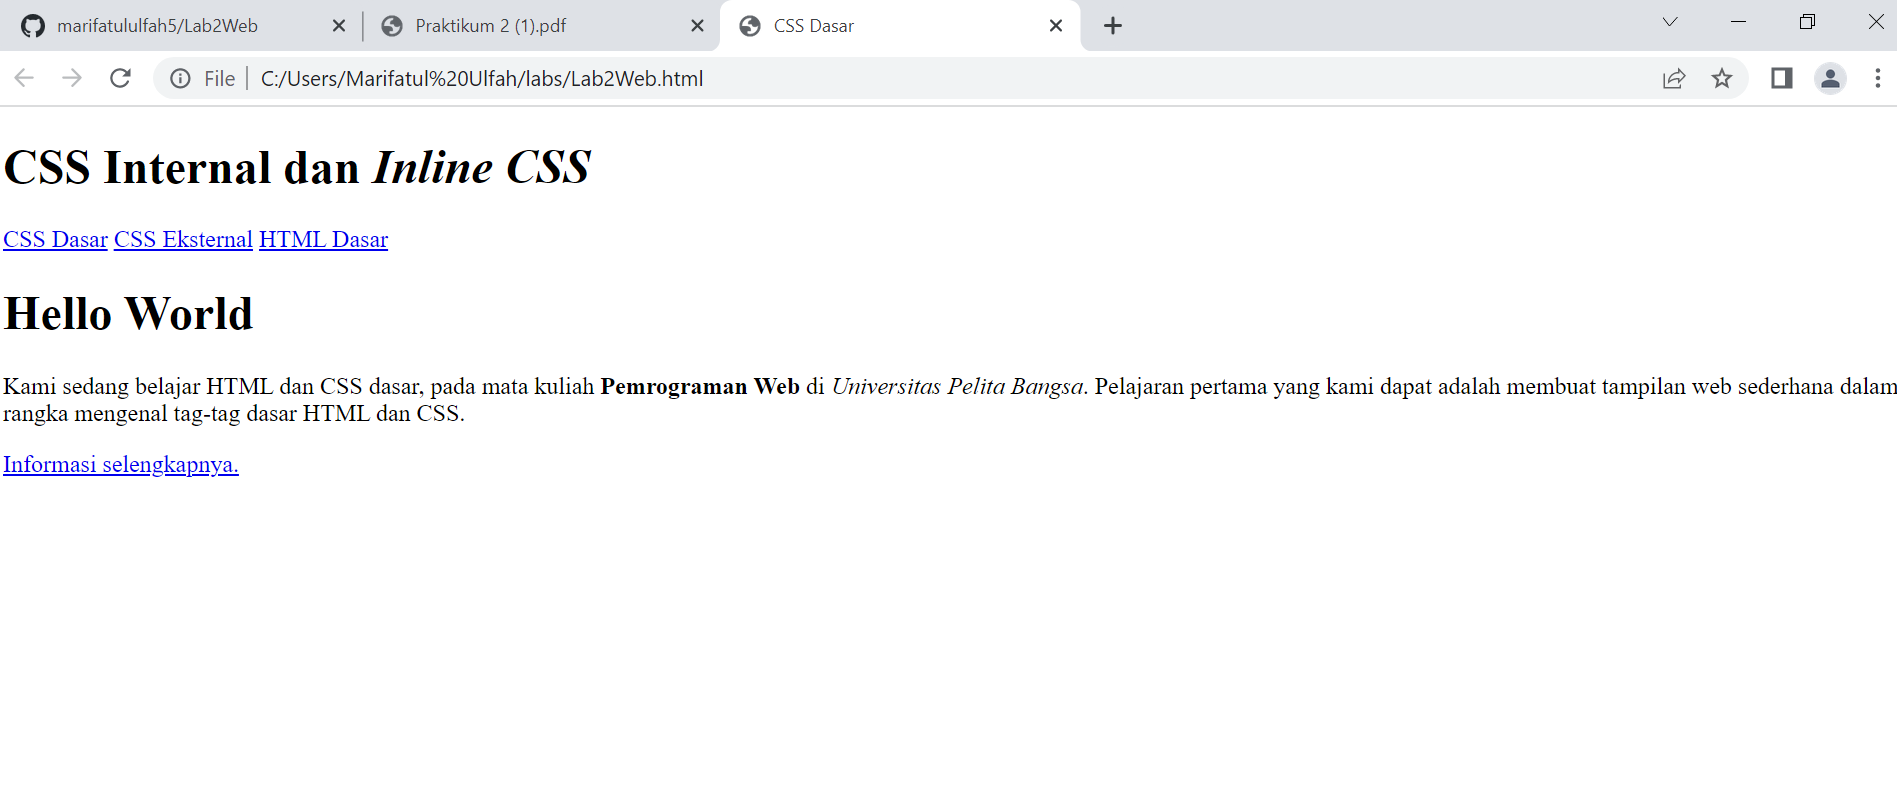 marifatululfah5/Lab2Web
Praktikum 2 (1).pdf
CSS Dasar
File
C:/Users/Marifatul%20Ulfah/labs/Lab2Web.html
CSS Internal dan Inline CSS
CSS Dasar CSS Eksternal HTML Dasar
Hello World
Kami sedang belajar HTML dan CSS dasar, pada mata kuliah Pemrograman Web di Universitas Pelita Bangsa. Pelajaran pertama yang kami dapat adalah membuat tampilan web sederhana dalam
rangka mengenal tag-tag dasar HTML dan CSS.
Informasi selengkapnya.